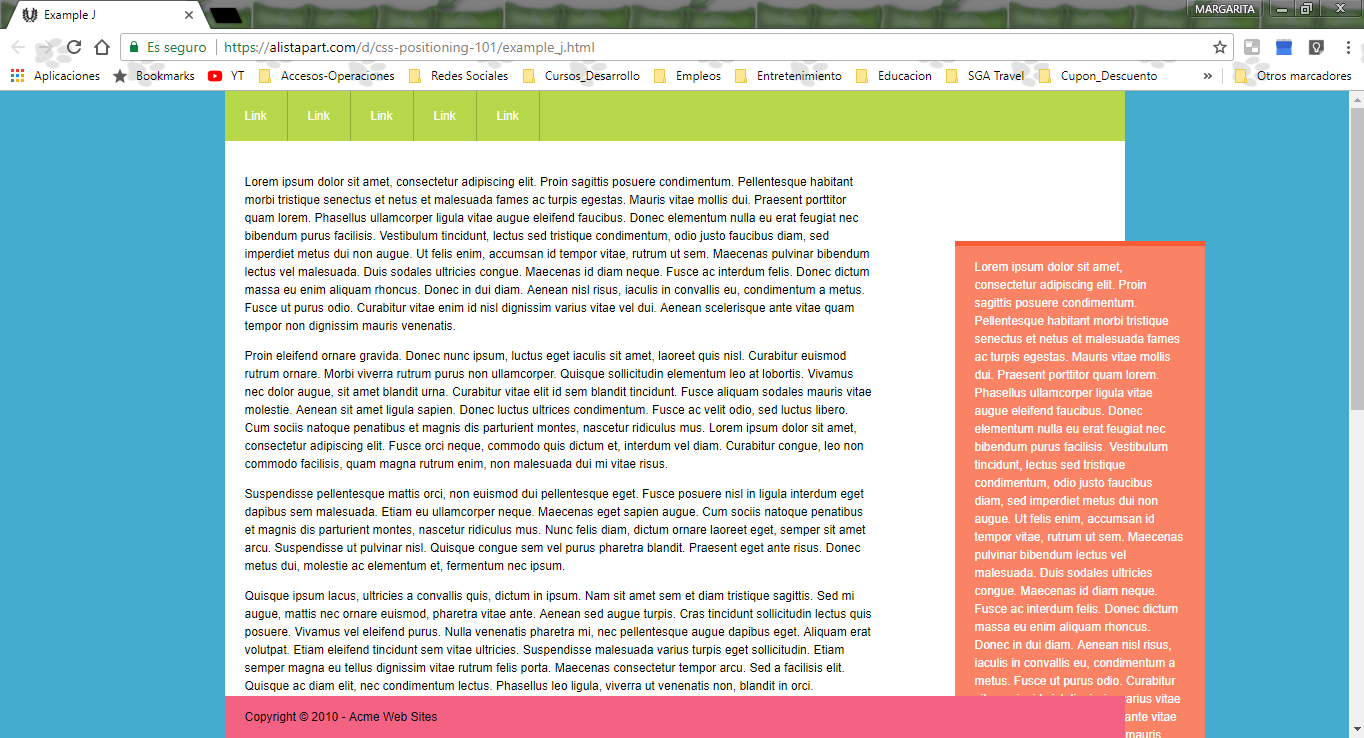 Example J
MARGARITA
Es seguro
https://alistapart.com/d/css-positioning-101/example_j.html
Aplicaciones Bookmarks YT Accesos-Operaciones Redes Sociales Cursos_Desarrollo Empleos Entretenimiento Educacion SGA Travel Cupon_Descuento » Otros marcadores
Link Link Link Link Link
Lorem ipsum dolor sit amet, consectetur adipiscing elit. Proin sagittis posuere condimentum. Pellentesque habitant
morbi tristique senectus et netus et malesuada fames ac turpis egestas. Mauris vitae mollis dui. Praesent porttitor
quam lorem. Phasellus ullamcorper ligula vitae augue eleifend faucibus. Donec elementum nulla eu erat feugiat nec
bibendum purus facilisis. Vestibulum tincidunt, lectus sed tristique condimentum, odio justo faucibus diam, sed
imperdiet metus dui non augue. Ut felis enim, accumsan id tempor vitae, rutrum ut sem. Maecenas pulvinar bibendum
lectus vel malesuada. Duis sodales ultricies congue. Maecenas id diam neque. Fusce ac interdum felis. Donec dictum
massa eu enim aliquam rhoncus. Donec in dui diam. Aenean nisl risus, iaculis in convallis eu, condimentum a metus.
Fusce ut purus odio. Curabitur vitae enim id nisl dignissim varius vitae vel dui. Aenean scelerisque ante vitae quam
tempor non dignissim mauris venenatis.
Proin eleifend ornare gravida. Donec nunc ipsum, luctus eget iaculis sit amet, laoreet quis nisl. Curabitur euismod
rutrum ornare. Morbi viverra rutrum purus non ullamcorper. Quisque sollicitudin elementum leo at lobortis. Vivamus
nec dolor augue, sit amet blandit urna. Curabitur vitae elit id sem blandit tincidunt. Fusce aliquam sodales mauris vitae
molestie. Aenean sit amet ligula sapien. Donec luctus ultrices condimentum. Fusce ac velit odio, sed luctus libero.
Cum sociis natoque penatibus et magnis dis parturient montes, nascetur ridiculus mus. Lorem ipsum dolor sit amet,
consectetur adipiscing elit. Fusce orci neque, commodo quis dictum et, interdum vel diam. Curabitur congue, leo non
commodo facilisis, quam magna rutrum enim, non malesuada dui mi vitae risus.
Suspendisse pellentesque mattis orci, non euismod dui pellentesque eget. Fusce posuere nisl in ligula interdum eget
dapibus sem malesuada. Etiam eu ullamcorper neque. Maecenas eget sapien augue. Cum sociis natoque penatibus
et magnis dis parturient montes, nascetur ridiculus mus. Nunc felis diam, dictum ornare laoreet eget, semper sit amet
arcu. Suspendisse ut pulvinar nisl. Quisque congue sem vel purus pharetra blandit. Praesent eget ante risus. Donec
metus dui, molestie ac elementum et, fermentum nec ipsum.
Quisque ipsum lacus, ultricies a convallis quis, dictum in ipsum. Nam sit amet sem et diam tristique sagittis. Sed mi
augue, mattis nec ornare euismod, pharetra vitae ante. Aenean sed augue turpis. Cras tincidunt sollicitudin lectus quis
posuere. Vivamus vel eleifend purus. Nulla venenatis pharetra mi, nec pellentesque augue dapibus eget. Aliquam erat
volutpat. Etiam eleifend tincidunt sem vitae ultricies. Suspendisse malesuada varius turpis eget sollicitudin. Etiam
semper magna eu tellus dignissim vitae rutrum felis porta. Maecenas consectetur tempor arcu. Sed a facilisis elit.
Quisque ac diam elit, nec condimentum lectus. Phasellus leo ligula, viverra ut venenatis non, blandit in orci.
Lorem ipsum dolor sit amet,
consectetur adipiscing elit. Proin
sagittis posuere condimentum.
Pellentesque habitant morbi tristique
senectus et netus et malesuada fames
ac turpis egestas. Mauris vitae mollis
dui. Praesent porttitor quam lorem.
Phasellus ullamcorper ligula vitae
augue eleifend faucibus. Donec
elementum nulla eu erat feugiat nec
bibendum purus facilisis. Vestibulum
tincidunt, lectus sed tristique
condimentum, odio justo faucibus
diam, sed imperdiet metus dui non
augue. Ut felis enim, accumsan id
tempor vitae, rutrum ut sem. Maecenas
pulvinar bibendum lectus vel
malesuada. Duis sodales ultricies
congue. Maecenas id diam neque.
Fusce ac interdum felis. Donec dictum
massa eu enim aliquam rhoncus.
Donec in dui diam. Aenean nisl risus,
iaculis in convallis eu, condimentum a
metus. Fusce ut purus odio. Curabitur
varius vitae
ante vitae
mauris
Copyright © 2010 - Acme Web Sites